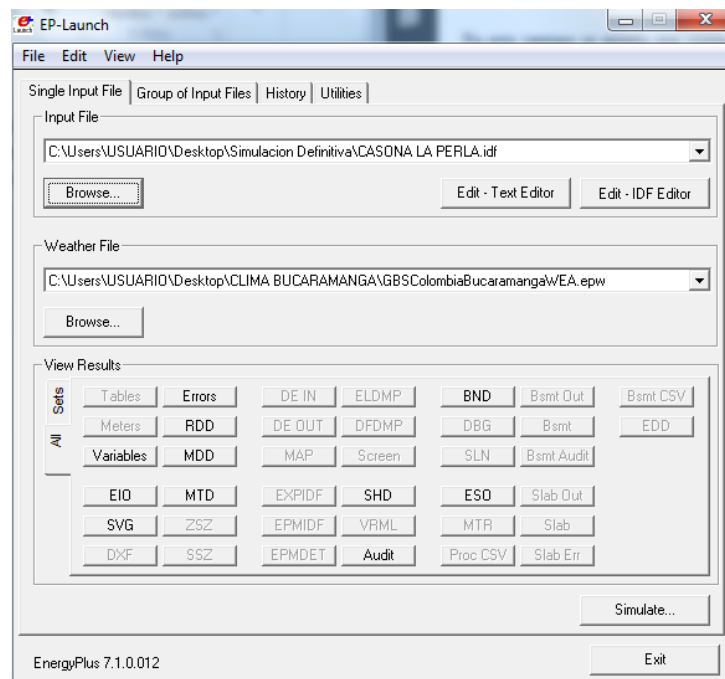 EP-Launch
File Edit View Help
Single Input File Group of Input Files History Utilities
Input File
C:\Users\USUARIO\Desktop\Simulacion Definitiva\CASONA LA PERLA.idf
Browse... Edit - Text Editor Edit - IDF Editor
Weather File
C:\Users\USUARIO\Desktop\CLIMA BUCARAMANGA\GBSColombiaBucaramangaWEA.epw
Browse...
View Results
Sets
All
Tables Errors DE IN ELDMP BND Bsmt Out Bsmt CSV
Meters RDD DE OUT DFDMP DBG Bsmt EDD
Variables MDD MAP Screen SLN Bsmt Audit
EIO MTD EXPIDF SHD ESO Slab Out
SVG ZSZ EPMIDF VRML MTR Slab
DXF SSZ EPMDET Audit Proc CSV Slab Err
Simulate...
EnergyPlus 7.1.0.012 Exit